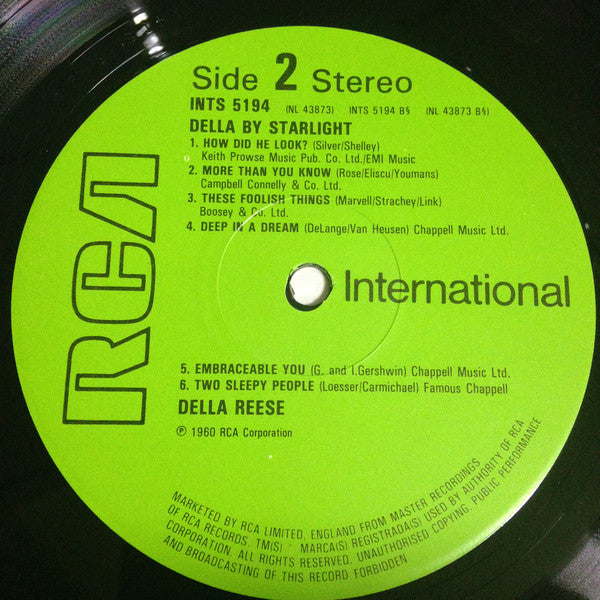 Side 2 Stereo
INTS 5194 (NL 43873) INTS 5194 B§ (NL 43873 B§)
DELLA BY STARLIGHT
1. HOW DID HE LOOK? (Silver/Shelley)
Keith Prowse Music Pub. Co. Ltd./EMI Music
2. MORE THAN YOU KNOW (Rose/Eliscu/Youmans)
Campbell Connelly & Co. Ltd.
3. THESE FOOLISH THINGS (Marvell/Strachey/Link)
Boosey & Co. Ltd.
4. DEEP IN A DREAM (DeLange/Van Heusen) Chappell Music Ltd.
RCA
International
5. EMBRACEABLE YOU (G. and I.Gershwin) Chappell Music Ltd.
6. TWO SLEEPY PEOPLE (Loesser/Carmichael) Famous Chappell
DELLA REESE
℗ 1960 RCA Corporation
MARKETED BY RCA LIMITED, ENGLAND FROM MASTER RECORDINGS
OF RCA RECORDS. TM(S) · MARCA(S) REGISTRADA(S) USED BY AUTHORITY OF RCA
CORPORATION. ALL RIGHTS RESERVED. UNAUTHORISED COPYING, PUBLIC PERFORMANCE
AND BROADCASTING OF THIS RECORD FORBIDDEN